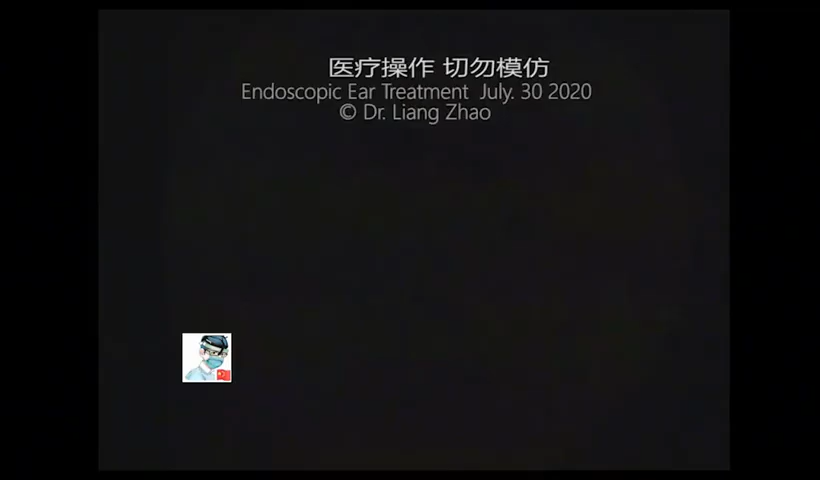 医疗操作 切勿模仿
Endoscopic Ear Treatment July. 30 2020
© Dr. Liang Zhao